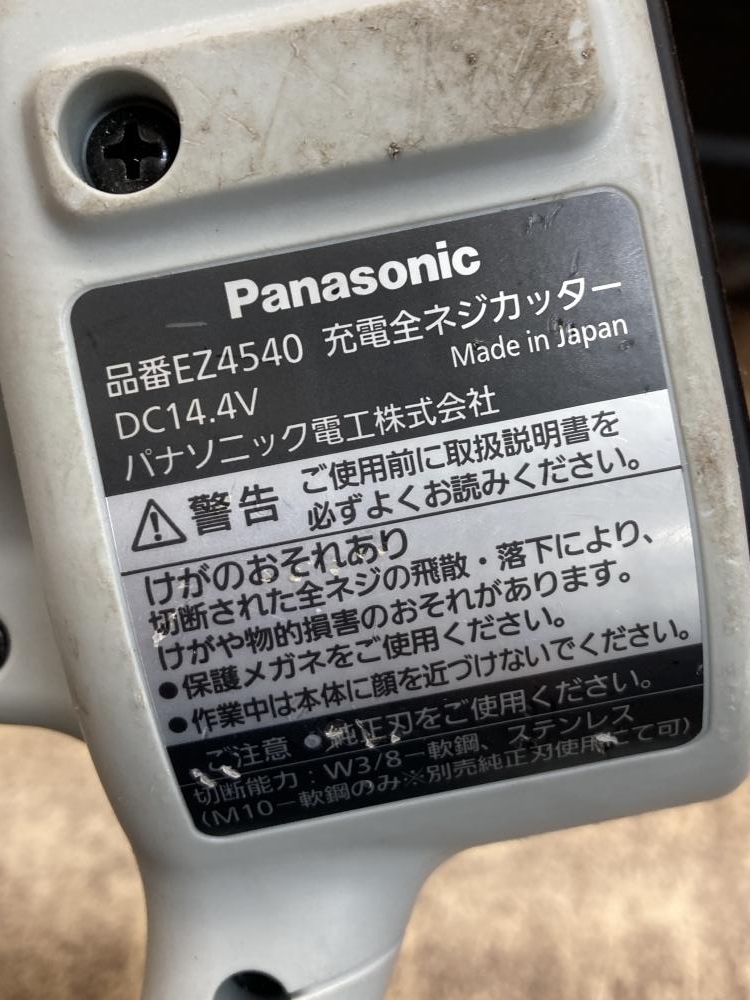 Panasonic
品番EZ4540 充電全ネジカッター
DC14.4V Made in Japan
パナソニック電工株式会社
警告 ご使用前に取扱説明書を
必ずよくお読みください。
けがのおそれあり
切断された全ネジの飛散・落下により、
けがや物的損害のおそれがあります。
●保護メガネをご使用ください。
●作業中は本体に顔を近づけないでください。
ご注意 ●純正刃をご使用ください。
切断能力：W3/8－軟鋼、ステンレス
(M10－軟鋼のみ※別売純正刃使用にて可)